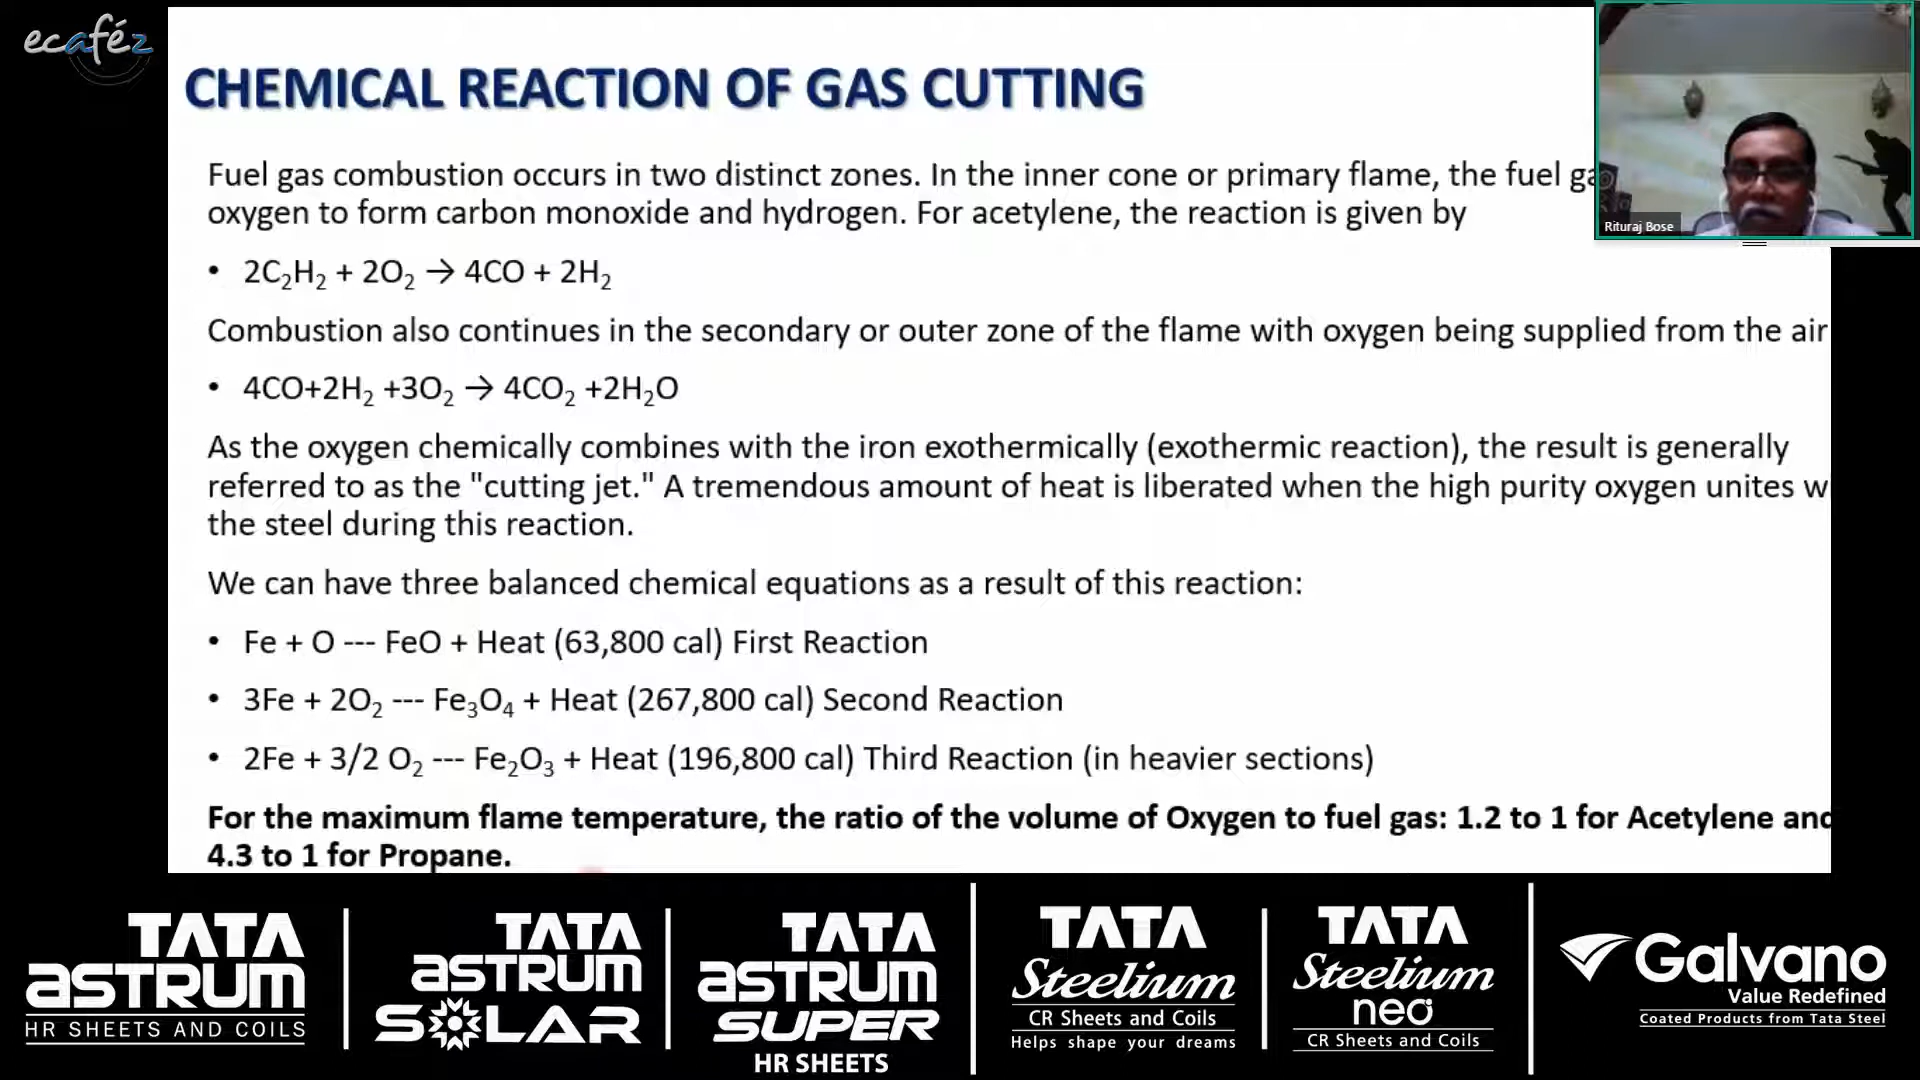 ecaféz
CHEMICAL REACTION OF GAS CUTTING
Fuel gas combustion occurs in two distinct zones. In the inner cone or primary flame, the fuel
oxygen to form carbon monoxide and hydrogen. For acetylene, the reaction is given by
Rituraj Bose
• 2C₂H₂ + 2O₂ → 4CO + 2H₂
Combustion also continues in the secondary or outer zone of the flame with oxygen being supplied from the air
• 4CO+2H₂ +3O₂ → 4CO₂ +2H₂O
As the oxygen chemically combines with the iron exothermically (exothermic reaction), the result is generally
referred to as the "cutting jet." A tremendous amount of heat is liberated when the high purity oxygen unites
the steel during this reaction.
We can have three balanced chemical equations as a result of this reaction:
• Fe + O --- FeO + Heat (63,800 cal) First Reaction
• 3Fe + 2O₂ --- Fe₃O₄ + Heat (267,800 cal) Second Reaction
• 2Fe + 3/2 O₂ --- Fe₂O₃ + Heat (196,800 cal) Third Reaction (in heavier sections)
For the maximum flame temperature, the ratio of the volume of Oxygen to fuel gas: 1.2 to 1 for Acetylene and
4.3 to 1 for Propane.
TATA
ASTRUM
HR SHEETS AND COILS
TATA
ASTRUM
SOLAR
TATA
ASTRUM
SUPER
HR SHEETS
TATA
Steelium
CR Sheets and Coils
Helps shape your dreams
TATA
Steelium
neo
CR Sheets and Coils
Galvano
Value Redefined
Coated Products from Tata Steel